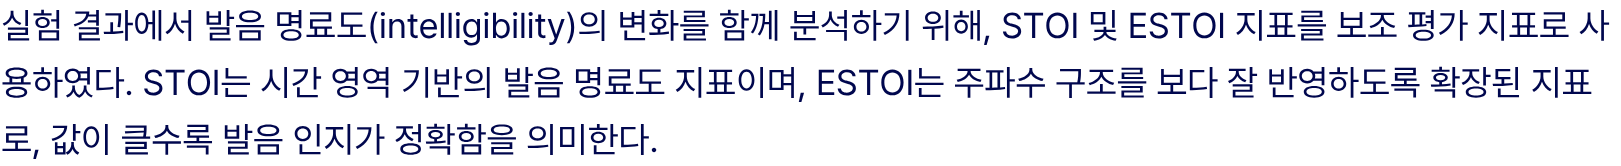 실험 결과에서 발음 명료도(intelligibility)의 변화를 함께 분석하기 위해, STOI 및 ESTOI 지표를 보조 평가 지표로 사
용하였다. STOI는 시간 영역 기반의 발음 명료도 지표이며, ESTOI는 주파수 구조를 보다 잘 반영하도록 확장된 지표
로, 값이 클수록 발음 인지가 정확함을 의미한다.